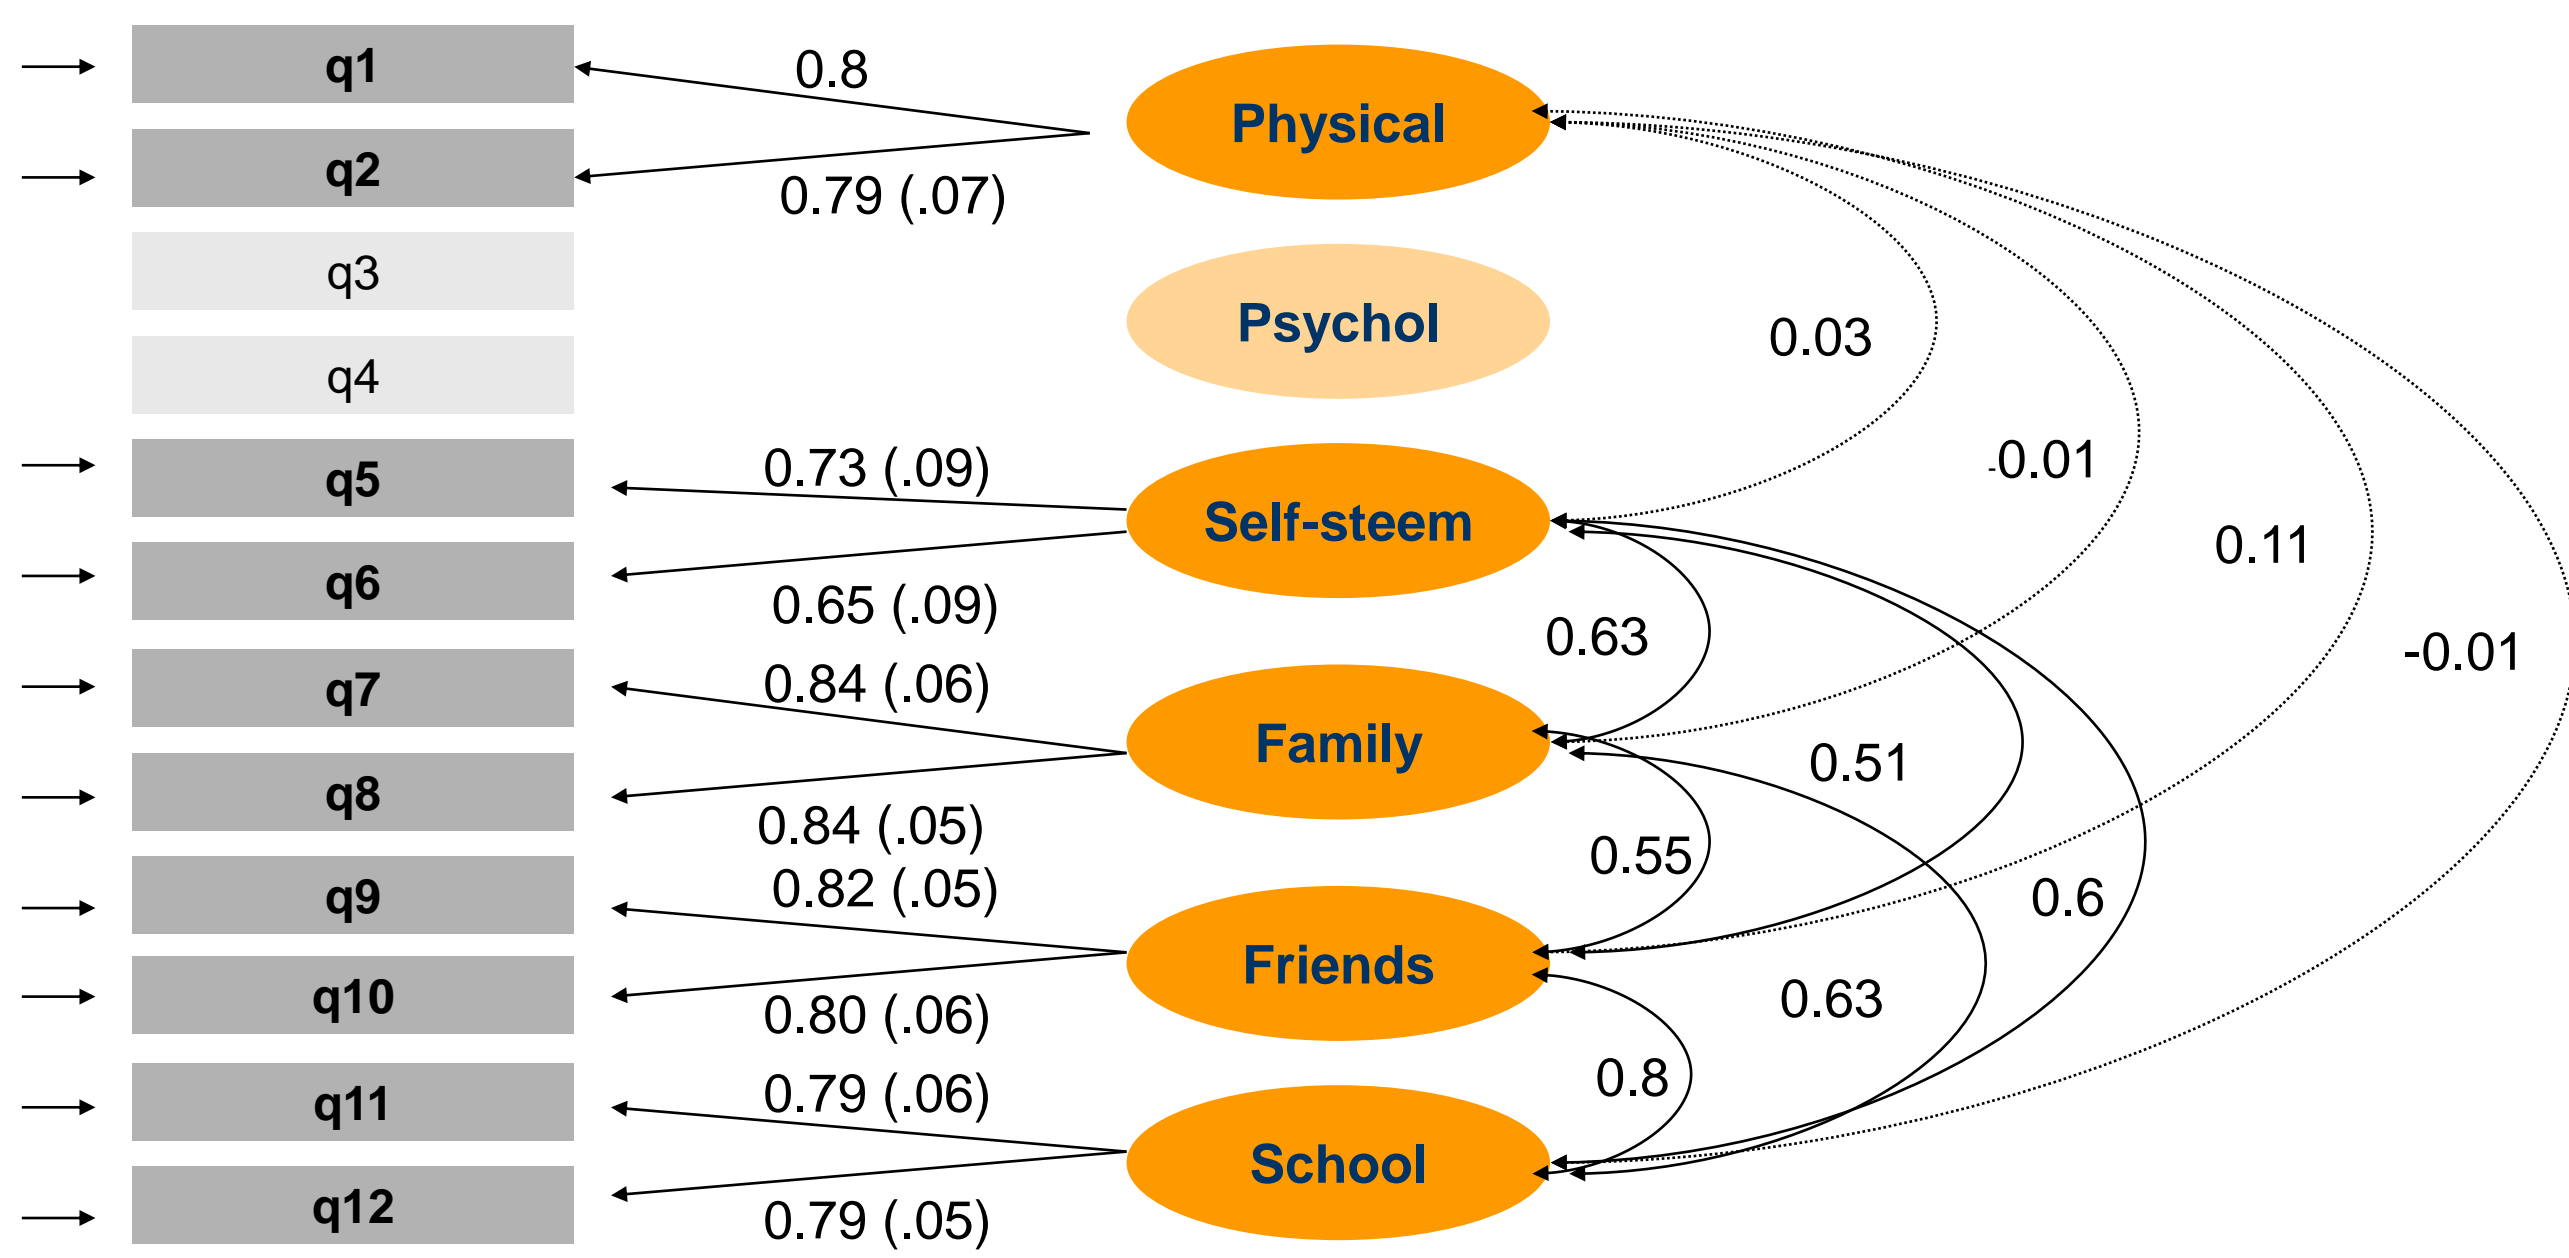 q1
q2
q3
q4
q5
q6
q7
q8
q9
q10
q11
q12
0.8
0.79 (.07)
0.73 (.09)
0.65 (.09)
0.84 (.06)
0.84 (.05)
0.82 (.05)
0.80 (.06)
0.79 (.06)
0.79 (.05)
Physical
Psychol
Self-steem
Family
Friends
School
0.03
-0.01
0.11
-0.01
0.63
0.51
0.55
0.6
0.63
0.8